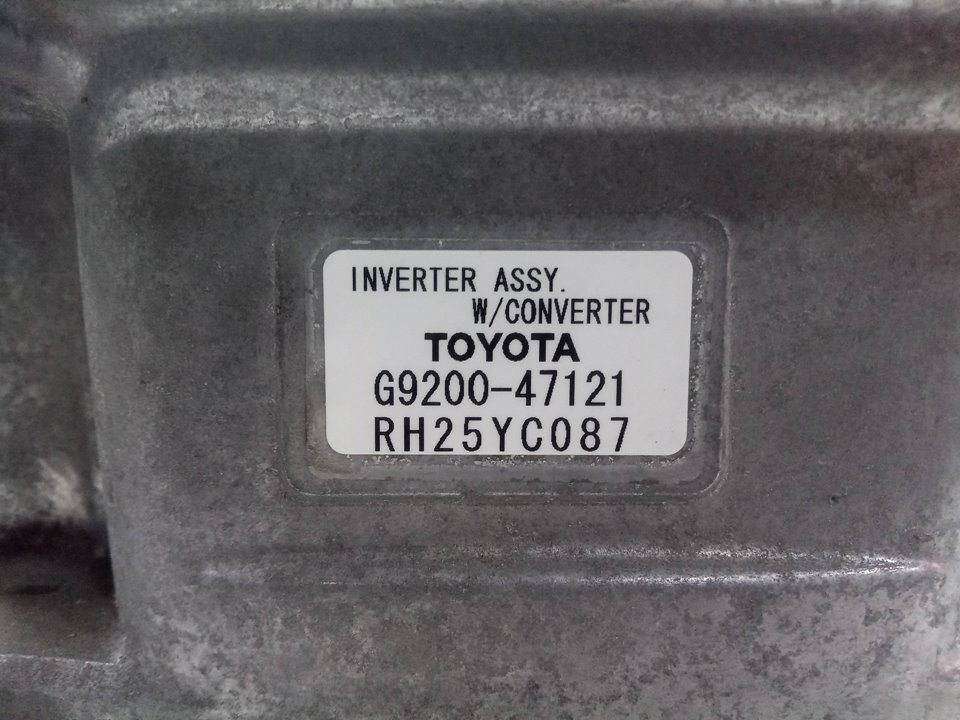 INVERTER ASSY.
W/CONVERTER
TOYOTA
G9200-47121
RH25YC087